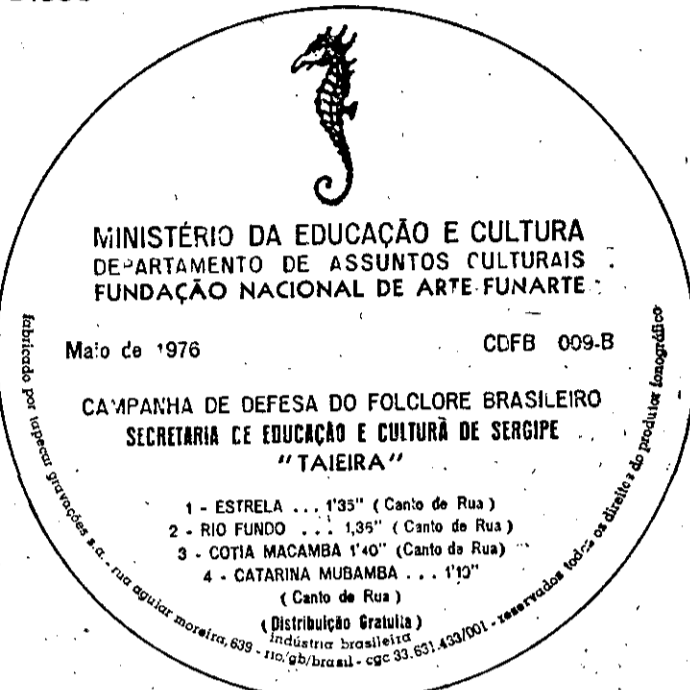 MINISTÉRIO DA EDUCAÇÃO E CULTURA
DEPARTAMENTO DE ASSUNTOS CULTURAIS
FUNDAÇÃO NACIONAL DE ARTE-FUNARTE
Maio de 1976 CDFB 009-B
CAMPANHA DE DEFESA DO FOLCLORE BRASILEIRO
SECRETARIA DE EDUCAÇÃO E CULTURA DE SERGIPE
"TAIEIRA"
1 - ESTRELA ... 1'35" (Canto de Rua)
2 - RIO FUNDO ... 1,35" (Canto de Rua)
3 - COTIA MACAMBA 1'40" (Canto de Rua)
4 - CATARINA MUBAMBA ... 1'10"
(Canto de Rua)
(Distribuição Gratuita)
indústria brasileira
fabricado por tapecar gravações s.a. - rua aguiar moreira, 639 - rio/gb/brasil - cgc 33.631.433/001 - reservados todos os direitos do produtor fonográfico